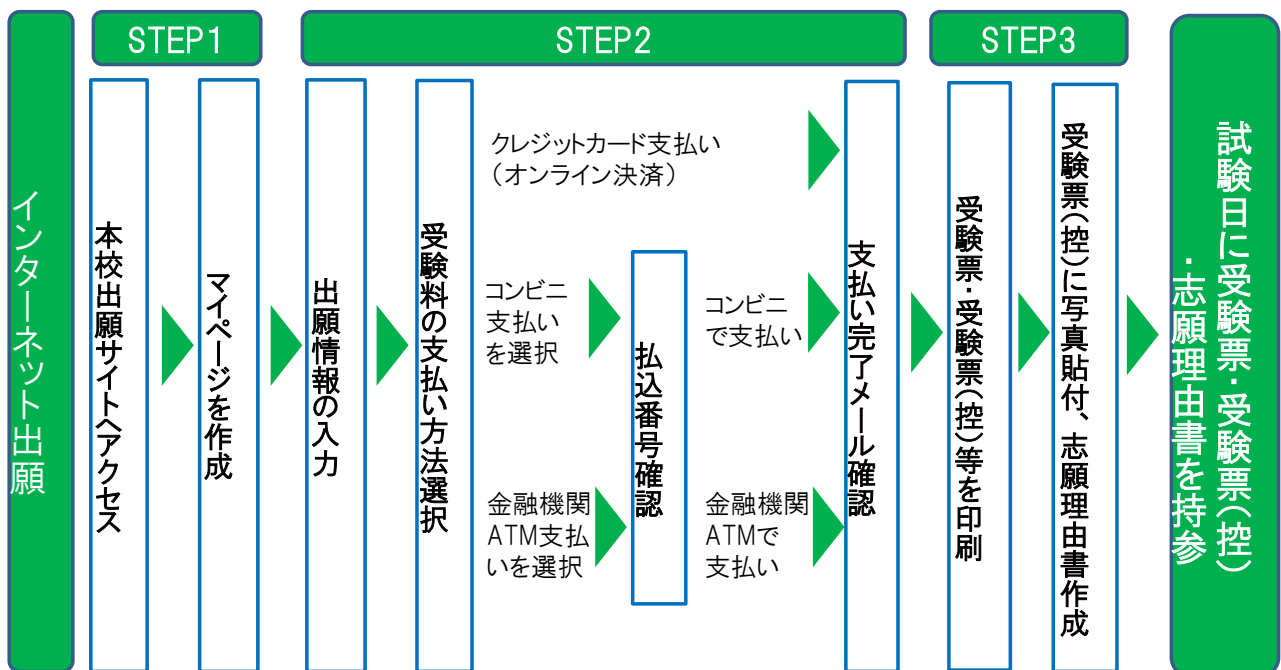 インターネット出願
STEP1
本校出願サイトへアクセス
マイページを作成
STEP2
出願情報の入力
受験料の支払い方法選択
クレジットカード支払い
（オンライン決済）
コンビニ
支払い
を選択
金融機関
ATM支払
いを選択
払込番号確認
コンビニ
で支払い
金融機関
ATMで
支払い
支払い完了メール確認
STEP3
受験票・受験票（控）等を印刷
受験票（控）に写真貼付、志願理由書作成
試験日に受験票・受験票（控）
・志願理由書を持参